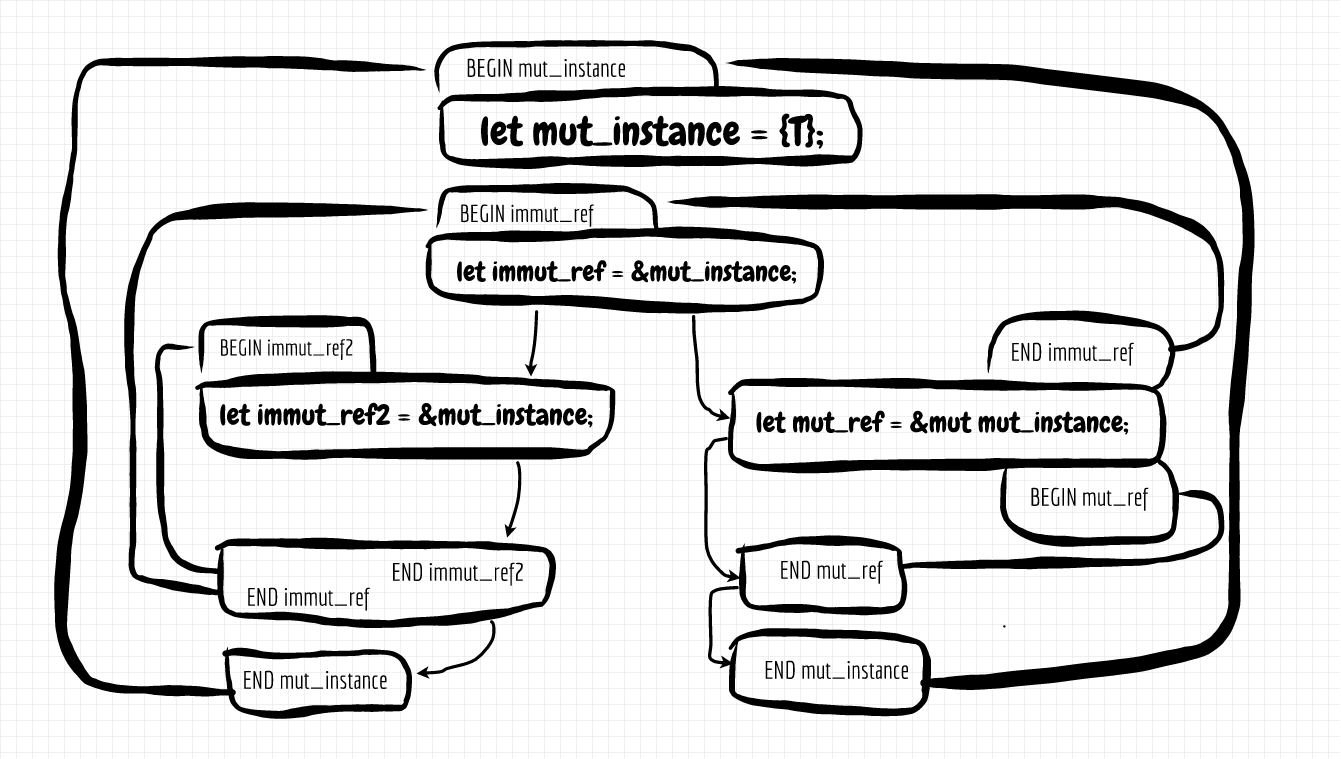 BEGIN mut_instance
let mut_instance = {T};
BEGIN immut_ref
let immut_ref = &mut_instance;
BEGIN immut_ref2
let immut_ref2 = &mut_instance;
END immut_ref2
END immut_ref
END mut_instance
END immut_ref
let mut_ref = &mut mut_instance;
BEGIN mut_ref
END mut_ref
END mut_instance